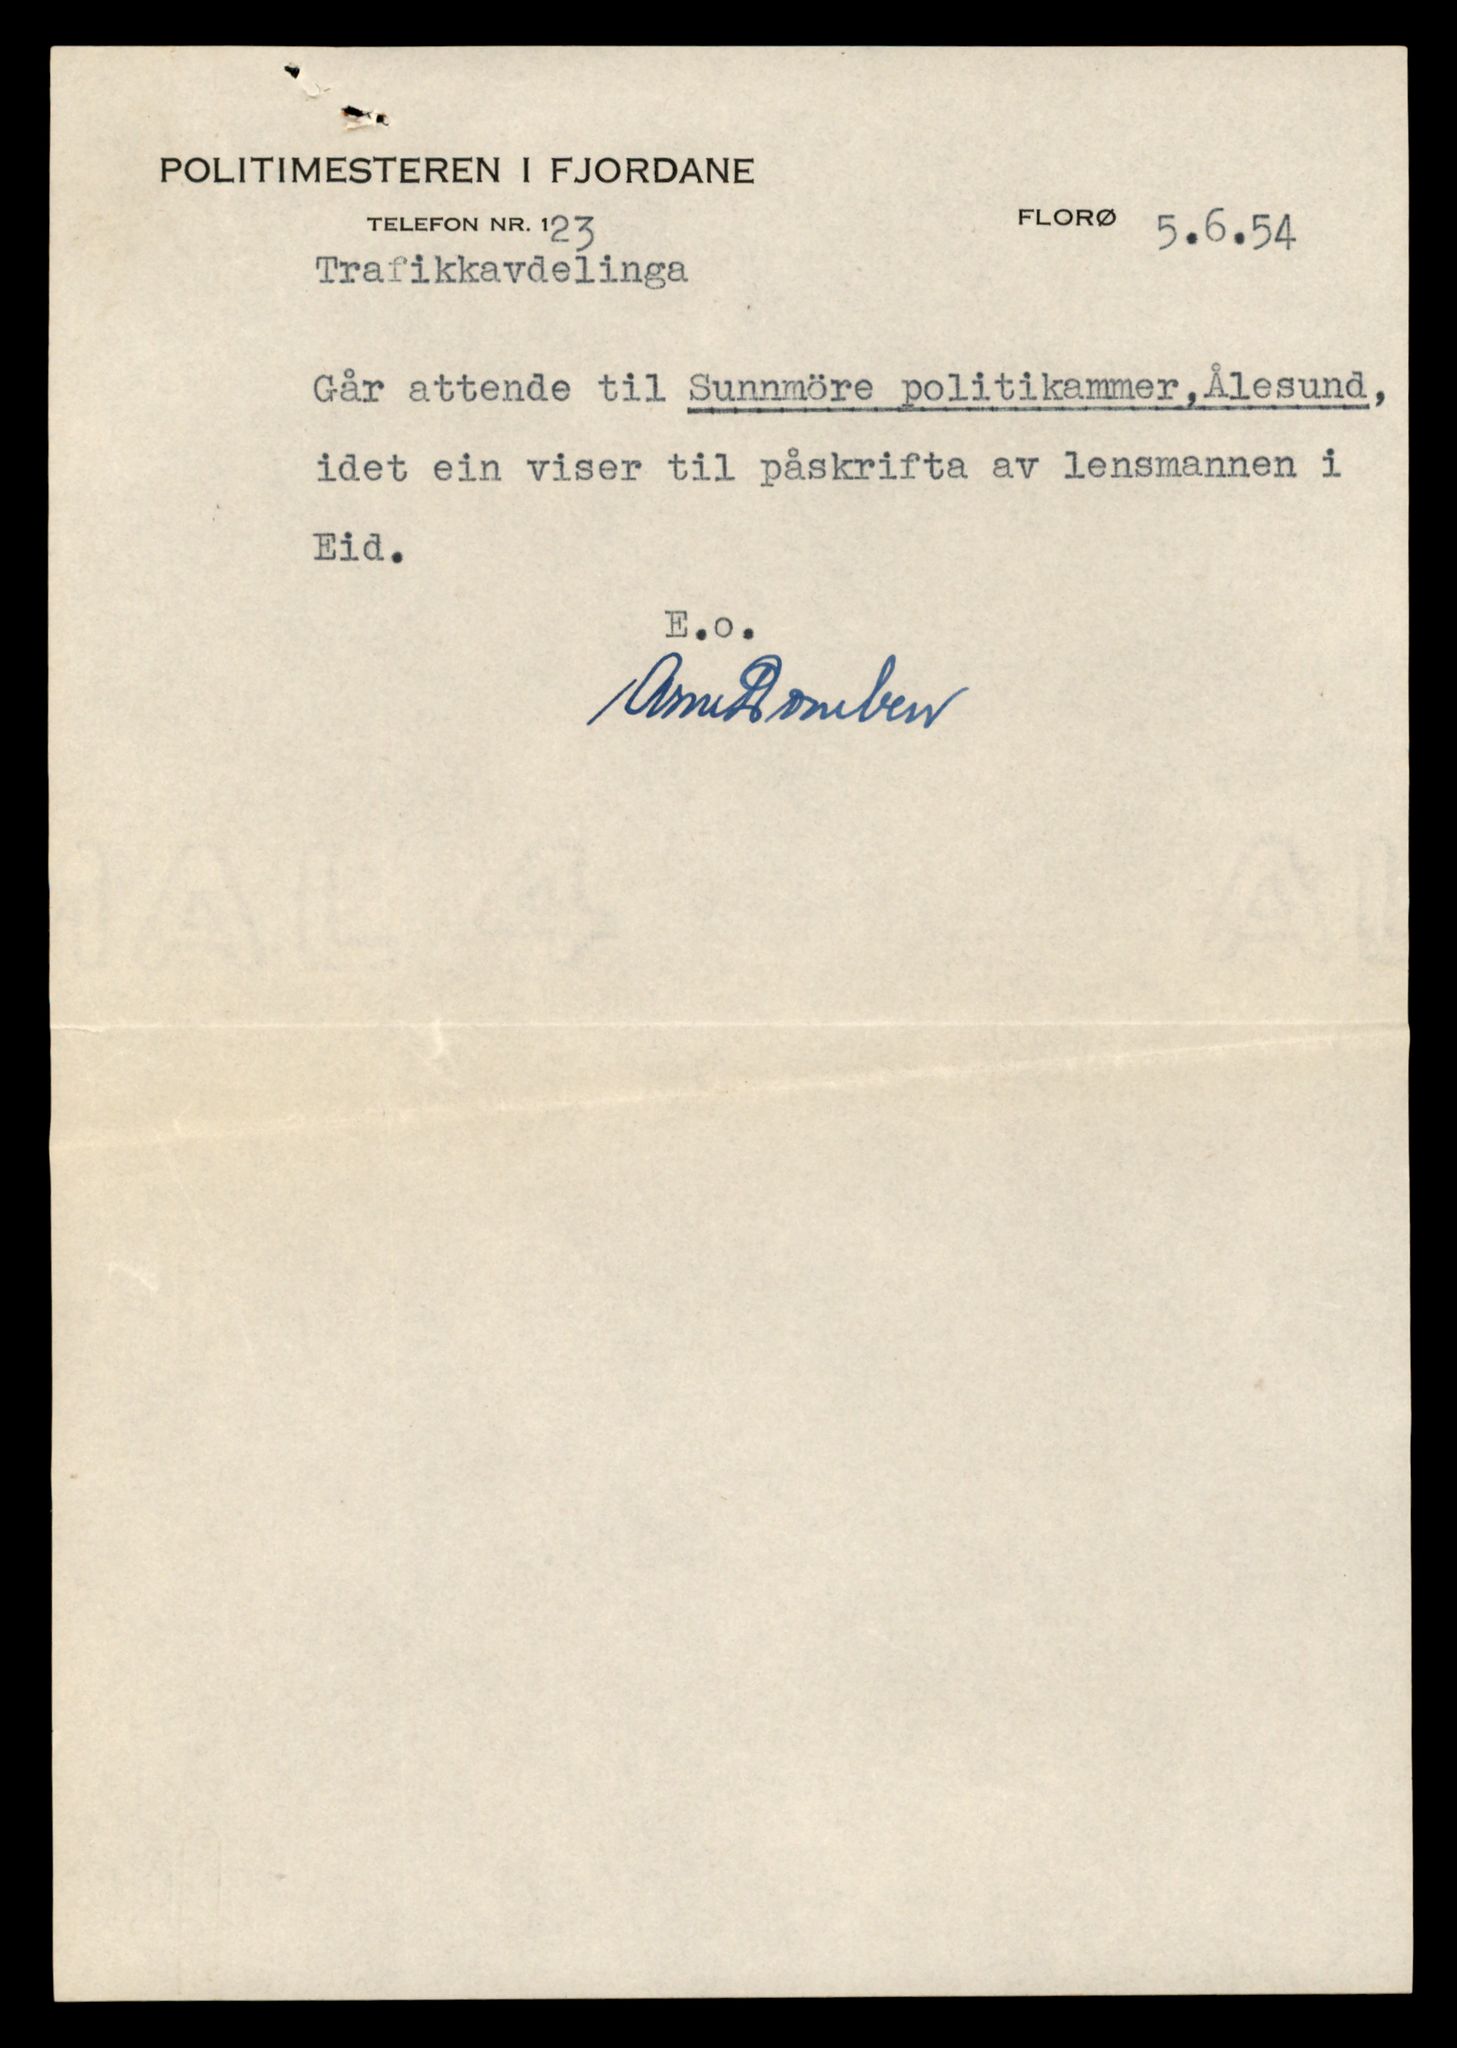 POLITIMESTEREN I FJORDANE
TELEFON NR. 123
FLORØ 5.6.54
Trafikkavdelinga
Går attende til Sunnmöre politikammer,Ålesund,
idet ein viser til påskrifta av lensmannen i
Eid.
E.o.
Arne